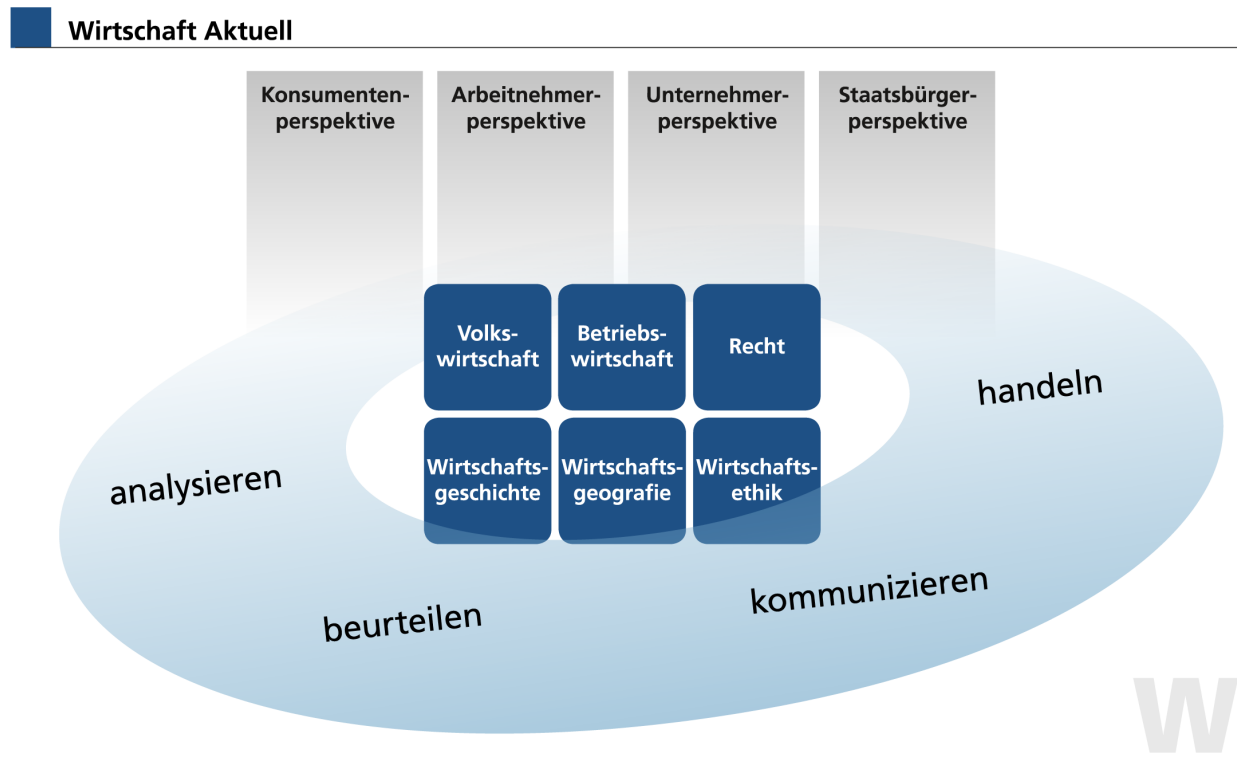 Wirtschaft Aktuell
Konsumenten-
perspektive
Arbeitnehmer-
perspektive
Unternehmer-
perspektive
Staatsbürger-
perspektive
Volks-
wirtschaft
Betriebs-
wirtschaft
Recht
handeln
Wirtschafts-
geschichte
Wirtschafts-
geografie
Wirtschafts-
ethik
analysieren
kommunizieren
beurteilen
W